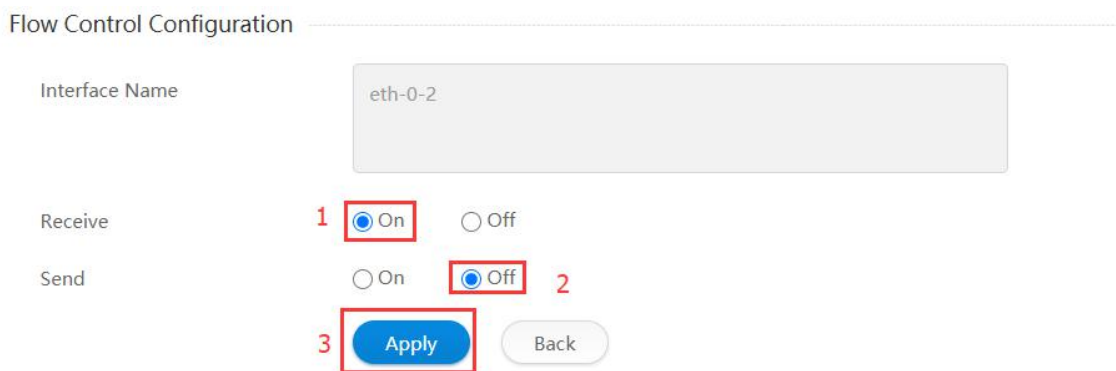 Flow Control Configuration
Interface Name
eth-0-2
Receive 1 On Off
Send On Off 2
3 Apply Back